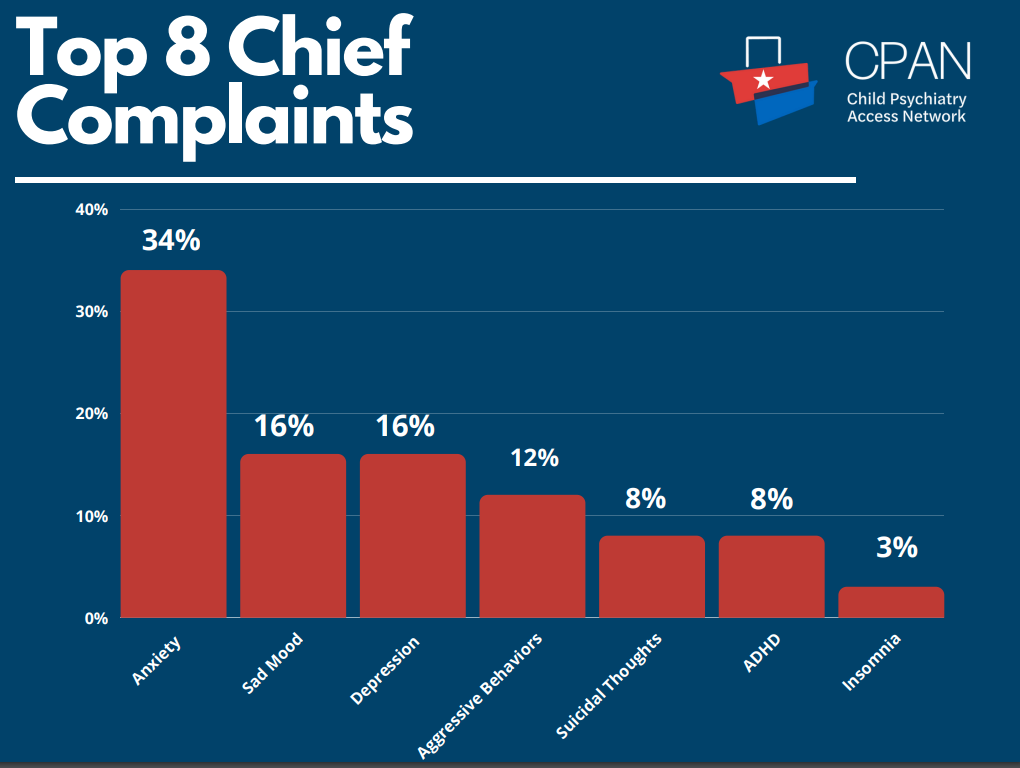 Top 8 Chief
Complaints
CPAN
Child Psychiatry
Access Network
40%
34%
30%
20%
16%
16%
12%
10%
8%
8%
3%
0%
Anxiety
Sad Mood
Depression
Aggressive Behaviors
Suicidal Thoughts
ADHD
Insomnia